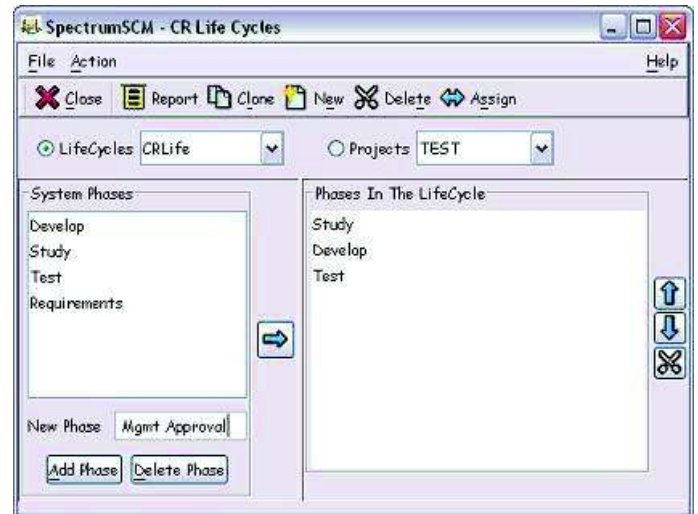 SpectrumSCM - CR Life Cycles
File Action Help
Close Report Clone New Delete Assign
LifeCycles CRLife Projects TEST
System Phases
Develop
Study
Test
Requirements
New Phase Mgmt Approval
Add Phase Delete Phase
Phases In The LifeCycle
Study
Develop
Test